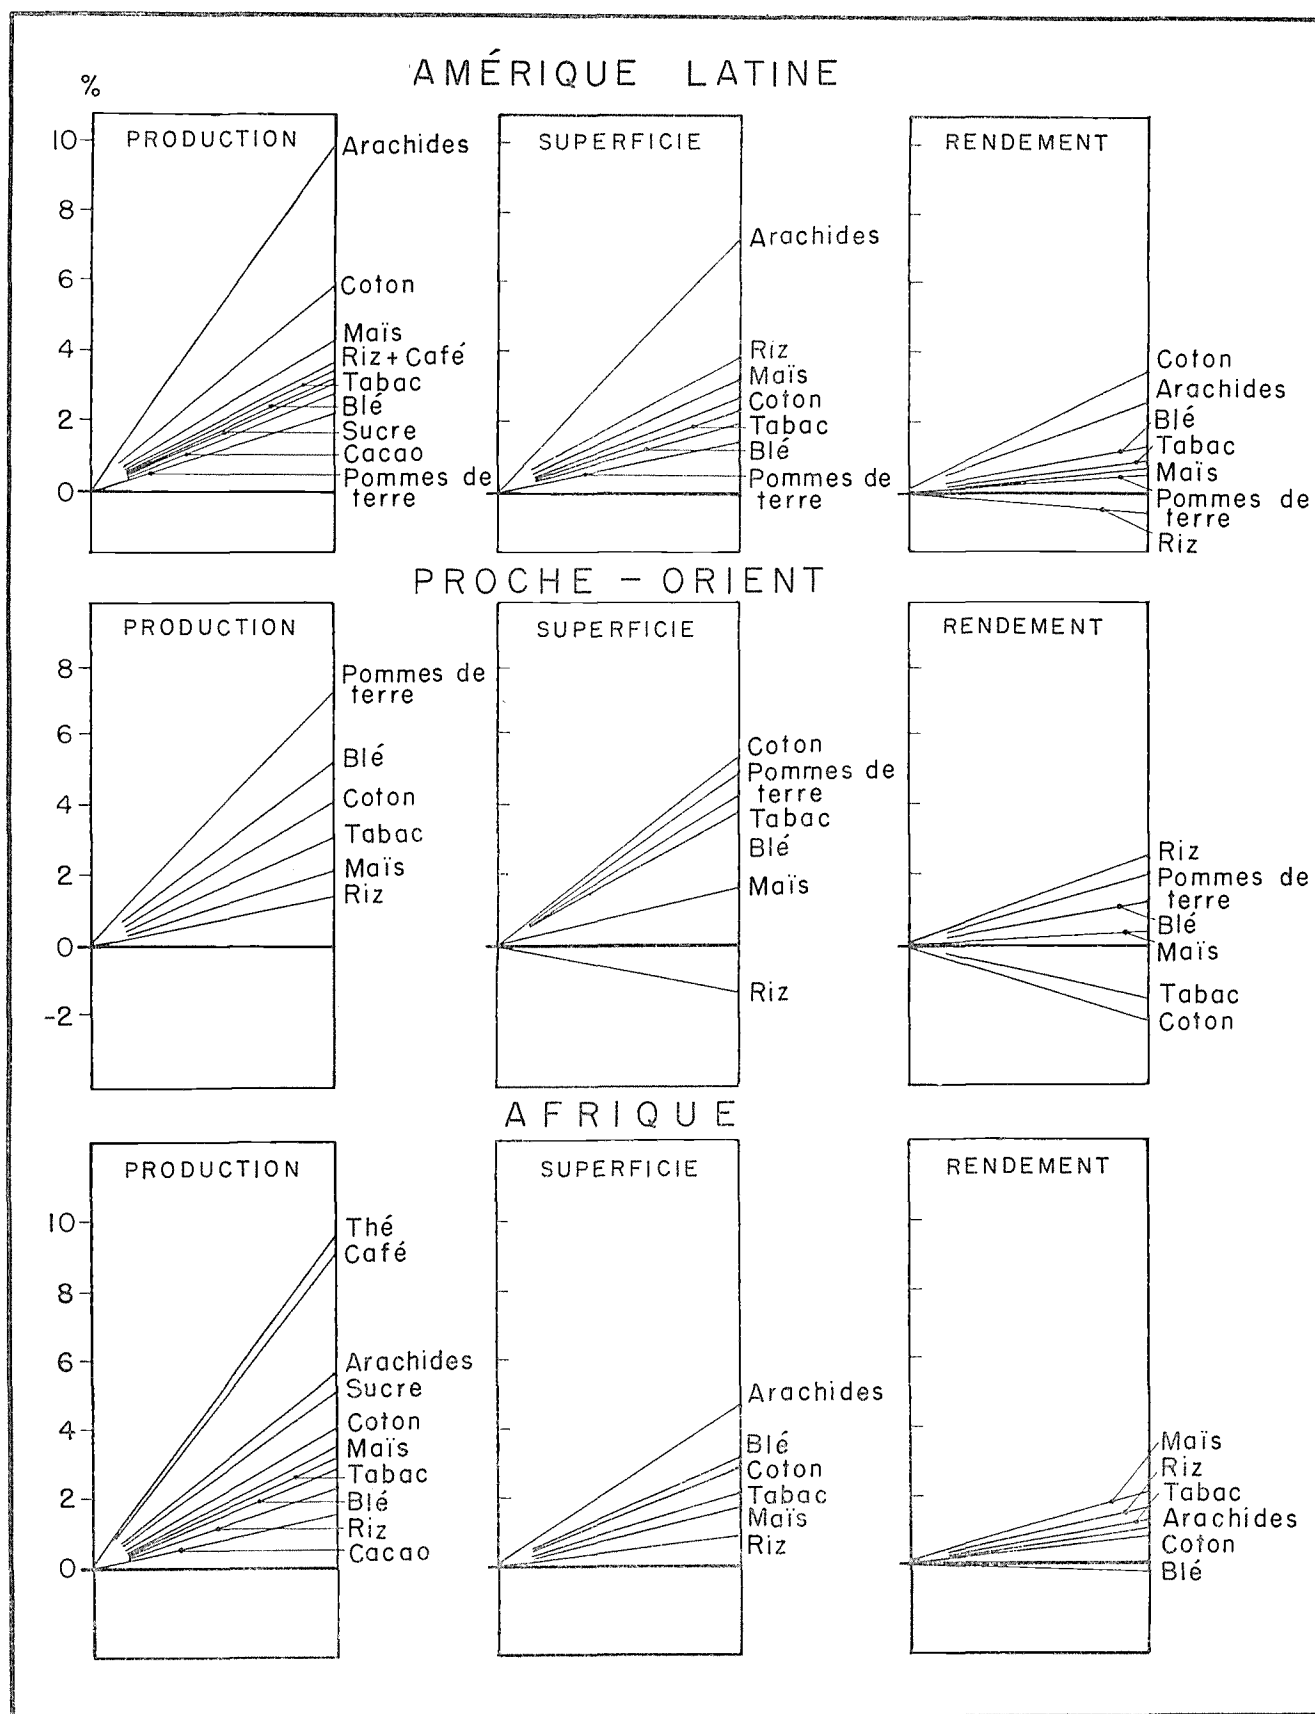 AMÉRIQUE LATINE
%
PRODUCTION
10
8
6
4
2
0
Arachides
Coton
Maïs
Riz + Café
Tabac
Blé
Sucre
Cacao
Pommes de
terre
SUPERFICIE
Arachides
Riz
Maïs
Coton
Tabac
Blé
Pommes de
terre
RENDEMENT
Coton
Arachides
Blé
Tabac
Maïs
Pommes de
terre
Riz
PROCHE - ORIENT
PRODUCTION
8
6
4
2
0
-2
Pommes de
terre
Blé
Coton
Tabac
Maïs
Riz
SUPERFICIE
Coton
Pommes de
terre
Tabac
Blé
Maïs
Riz
RENDEMENT
Riz
Pommes de
terre
Blé
Maïs
Tabac
Coton
AFRIQUE
PRODUCTION
10
8
6
4
2
0
Thé
Café
Arachides
Sucre
Coton
Maïs
Tabac
Blé
Riz
Cacao
SUPERFICIE
Arachides
Blé
Coton
Tabac
Maïs
Riz
RENDEMENT
Maïs
Riz
Tabac
Arachides
Coton
Blé